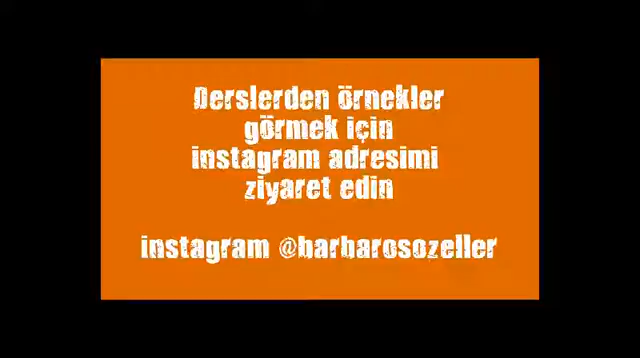 Derslerden örnekler
görmek için
instagram adresimi
ziyaret edin
instagram @barbarosozeller